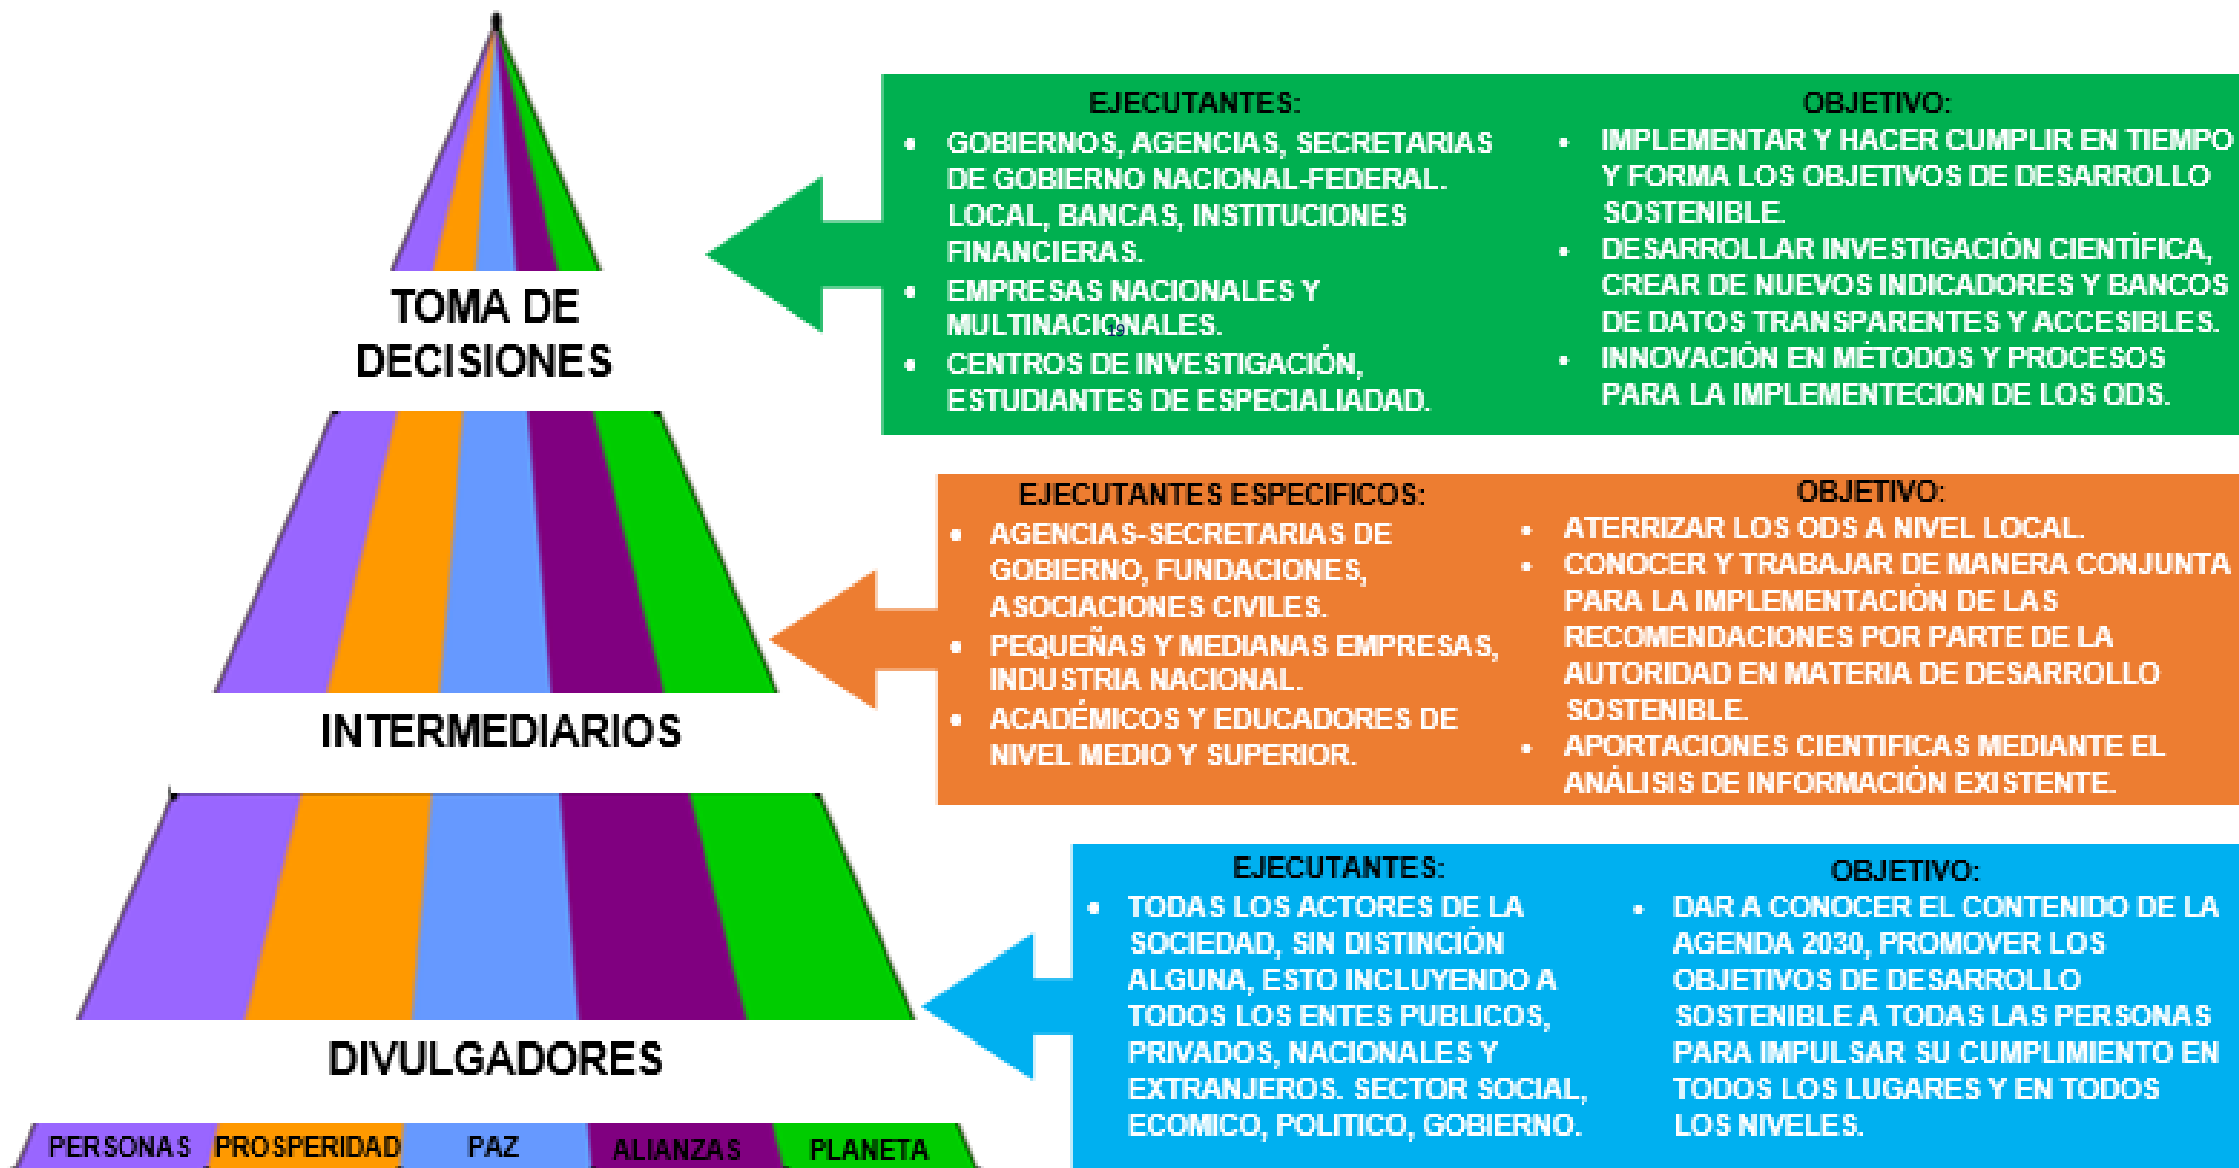 TOMA DE
DECISIONES
EJECUTANTES:
• GOBIERNOS, AGENCIAS, SECRETARIAS
DE GOBIERNO NACIONAL-FEDERAL.
LOCAL, BANCAS, INSTITUCIONES
FINANCIERAS.
• EMPRESAS NACIONALES Y
MULTINACIONALES.
19
• CENTROS DE INVESTIGACIÓN,
ESTUDIANTES DE ESPECIALIADAD.
OBJETIVO:
• IMPLEMENTAR Y HACER CUMPLIR EN TIEMPO
Y FORMA LOS OBJETIVOS DE DESARROLLO
SOSTENIBLE.
• DESARROLLAR INVESTIGACIÓN CIENTÍFICA,
CREAR DE NUEVOS INDICADORES Y BANCOS
DE DATOS TRANSPARENTES Y ACCESIBLES.
• INNOVACIÓN EN MÉTODOS Y PROCESOS
PARA LA IMPLEMENTECION DE LOS ODS.
INTERMEDIARIOS
EJECUTANTES ESPECIFICOS:
• AGENCIAS-SECRETARIAS DE
GOBIERNO, FUNDACIONES,
ASOCIACIONES CIVILES.
• PEQUEÑAS Y MEDIANAS EMPRESAS,
INDUSTRIA NACIONAL.
• ACADÉMICOS Y EDUCADORES DE
NIVEL MEDIO Y SUPERIOR.
OBJETIVO:
• ATERRIZAR LOS ODS A NIVEL LOCAL.
• CONOCER Y TRABAJAR DE MANERA CONJUNTA
PARA LA IMPLEMENTACIÓN DE LAS
RECOMENDACIONES POR PARTE DE LA
AUTORIDAD EN MATERIA DE DESARROLLO
SOSTENIBLE.
• APORTACIONES CIENTIFICAS MEDIANTE EL
ANÁLISIS DE INFORMACIÓN EXISTENTE.
DIVULGADORES
EJECUTANTES:
• TODAS LOS ACTORES DE LA
SOCIEDAD, SIN DISTINCIÓN
ALGUNA, ESTO INCLUYENDO A
TODOS LOS ENTES PUBLICOS,
PRIVADOS, NACIONALES Y
EXTRANJEROS. SECTOR SOCIAL,
ECOMICO, POLITICO, GOBIERNO.
OBJETIVO:
• DAR A CONOCER EL CONTENIDO DE LA
AGENDA 2030, PROMOVER LOS
OBJETIVOS DE DESARROLLO
SOSTENIBLE A TODAS LAS PERSONAS
PARA IMPULSAR SU CUMPLIMIENTO EN
TODOS LOS LUGARES Y EN TODOS
LOS NIVELES.
PERSONAS PROSPERIDAD PAZ ALIANZAS PLANETA